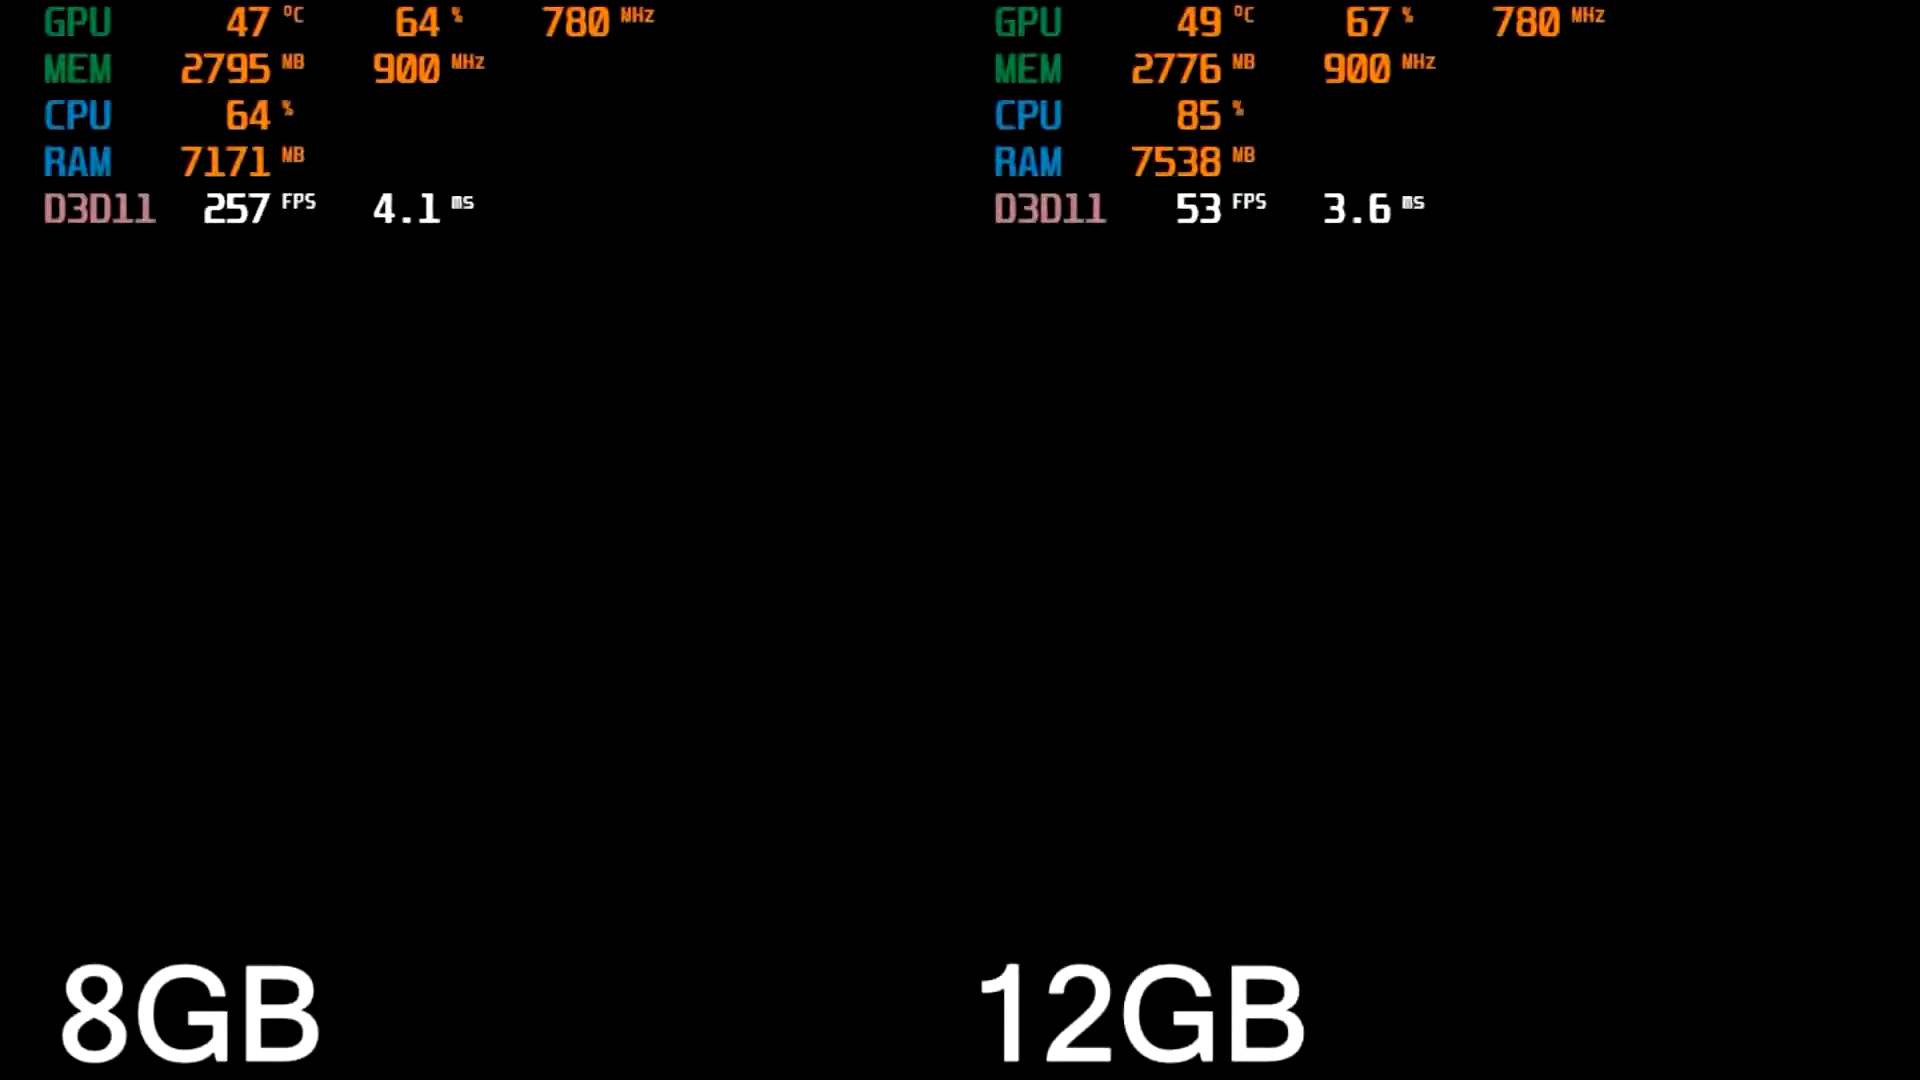 GPU 47 °C 64 % 780 MHz
MEM 2795 MB 900 MHz
CPU 64 %
RAM 7171 MB
D3D11 257 FPS 4.1 ms
8GB
GPU 49 °C 67 % 780 MHz
MEM 2776 MB 900 MHz
CPU 85 %
RAM 7538 MB
D3D11 53 FPS 3.6 ms
12GB